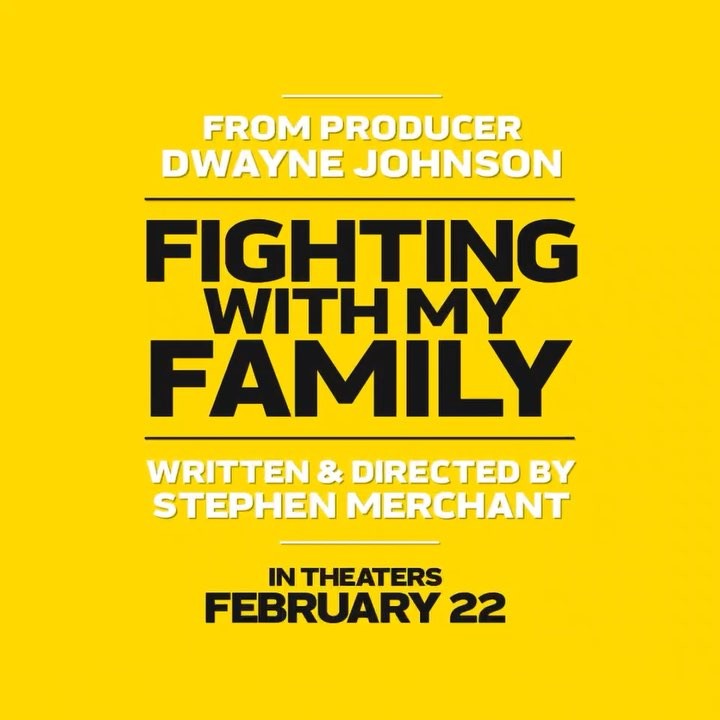 FROM PRODUCER
DWAYNE JOHNSON
FIGHTING
WITH MY
FAMILY
WRITTEN & DIRECTED BY
STEPHEN MERCHANT
IN THEATERS
FEBRUARY 22